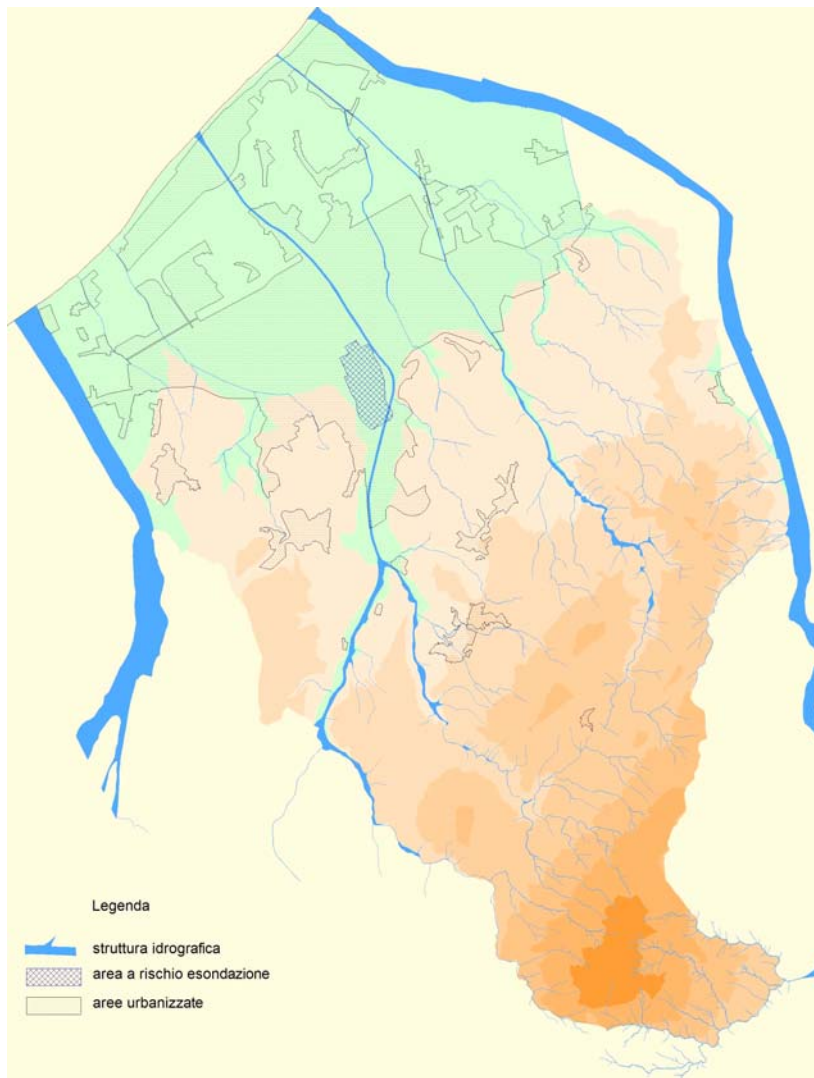 Legenda
struttura idrografica
area a rischio esondazione
aree urbanizzate